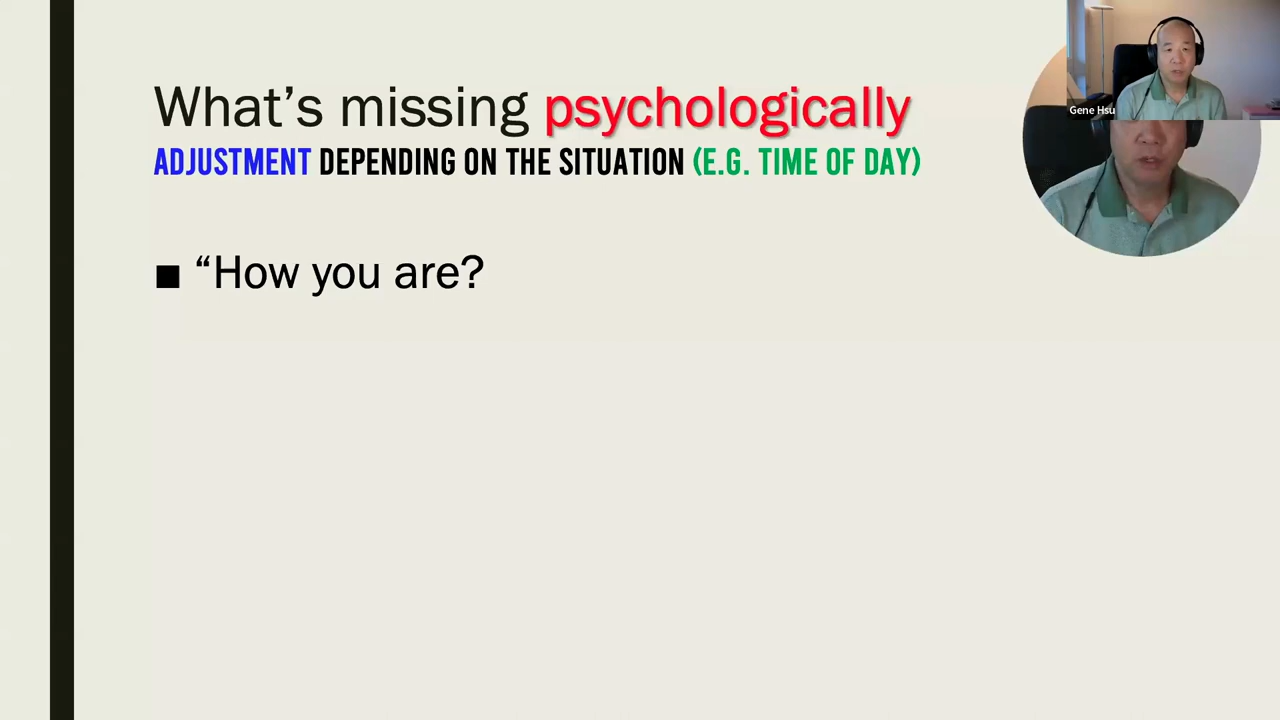 What’s missing psychologically
ADJUSTMENT DEPENDING ON THE SITUATION (E.G. TIME OF DAY)
■ “How you are?
Gene Hsu